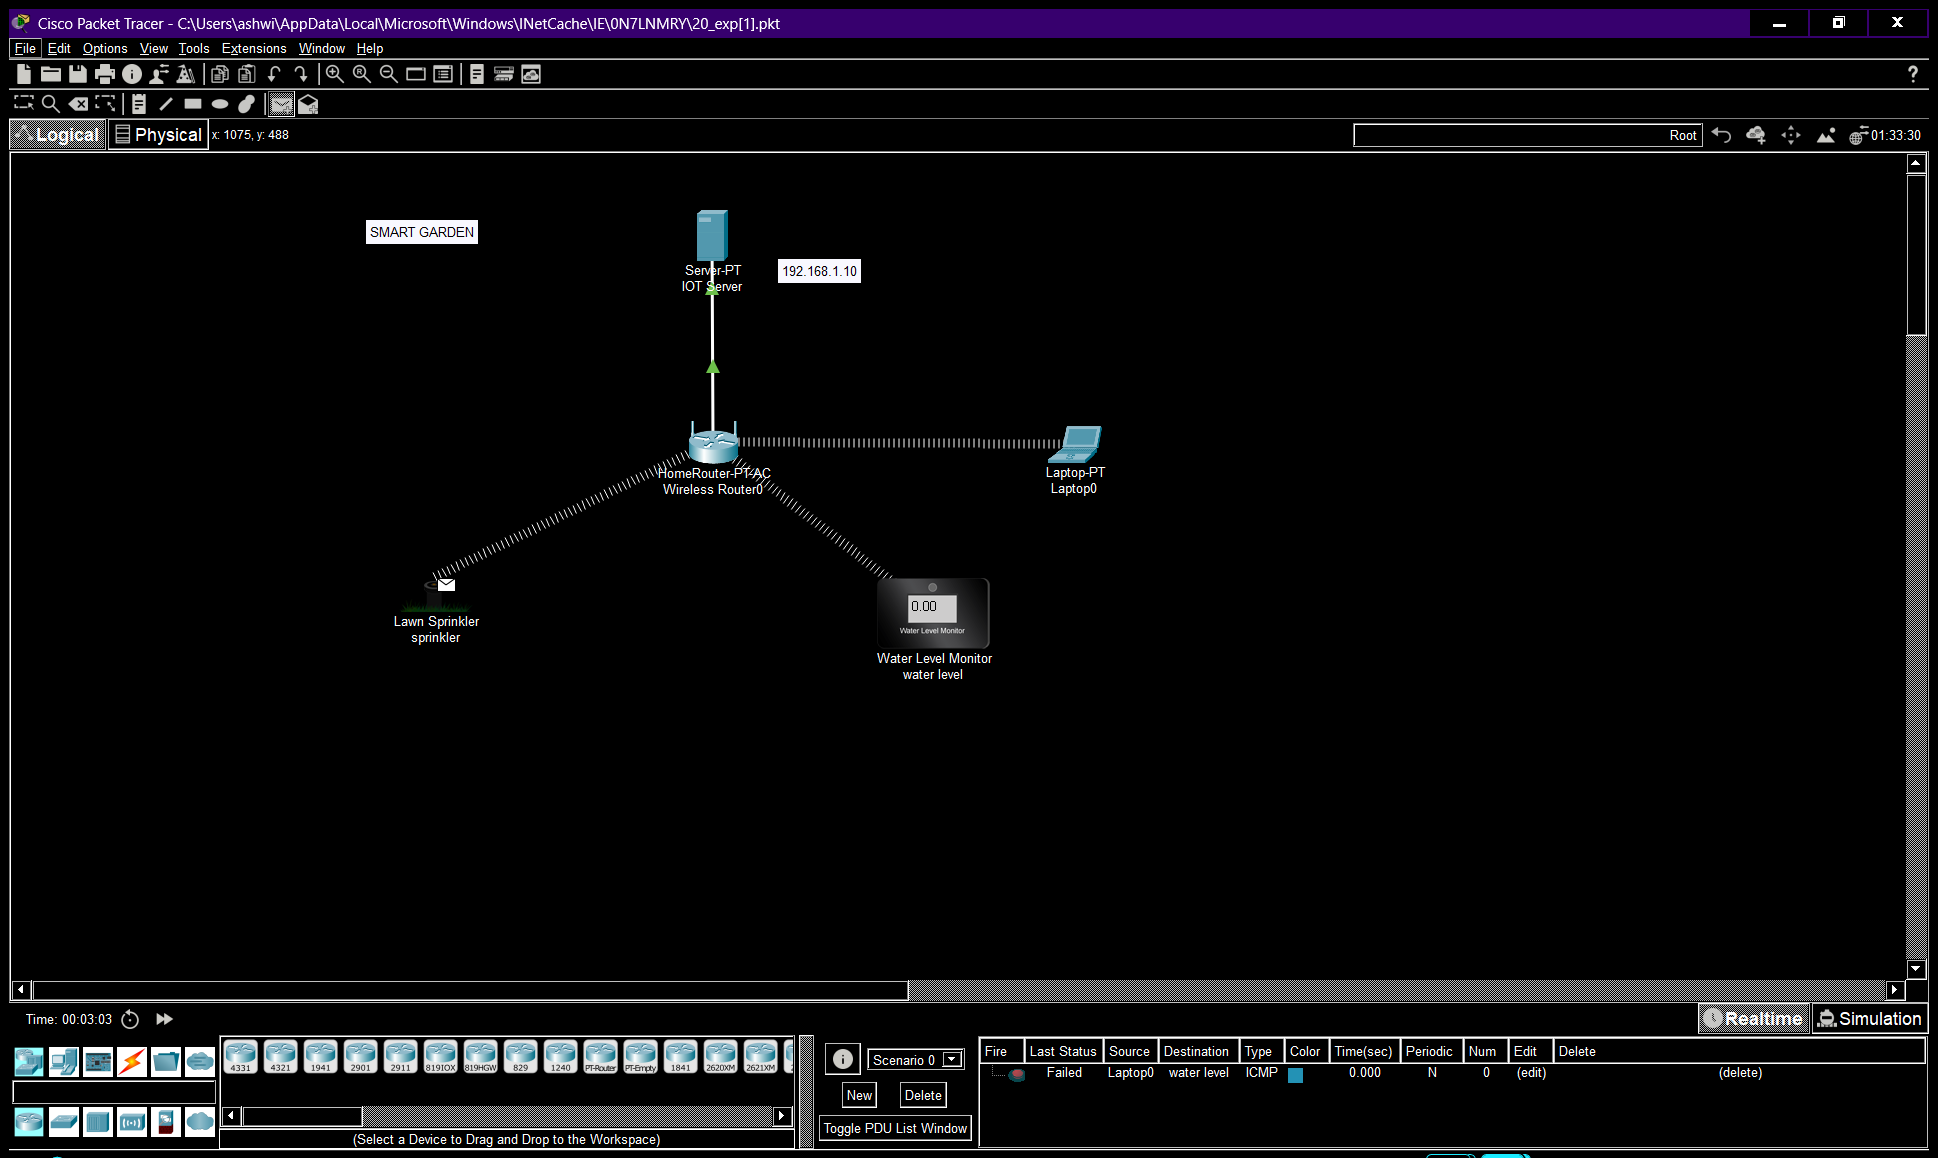 Cisco Packet Tracer - C:\Users\ashwi\AppData\Local\Microsoft\Windows\INetCache\IE\0N7LNMRY\20_exp[1].pkt
File Edit Options View Tools Extensions Window Help
?
Logical Physical x: 1075, y: 488 Root 01:33:30
SMART GARDEN
Server-PT
IOT Server
192.168.1.10
HomeRouter-PT-AC
Wireless Router0
Laptop-PT
Laptop0
Lawn Sprinkler
sprinkler
0.00
Water Level Monitor
Water Level Monitor
water level
Time: 00:03:03 Realtime Simulation
4331 4321 1941 2901 2911 819IOX 819HGW 829 1240 PT-Router PT-Empty 1841 2620XM 2621XM
(Select a Device to Drag and Drop to the Workspace)
Scenario 0
New Delete
Toggle PDU List Window
Fire Last Status Source Destination Type Color Time(sec) Periodic Num Edit Delete
Failed Laptop0 water level ICMP 0.000 N 0 (edit) (delete)